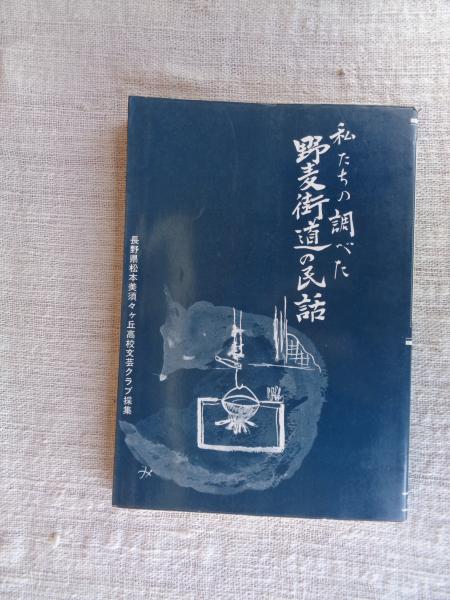 私たちの調べた
野麦街道の民話
長野県松本美須々ヶ丘高校文芸クラブ採集